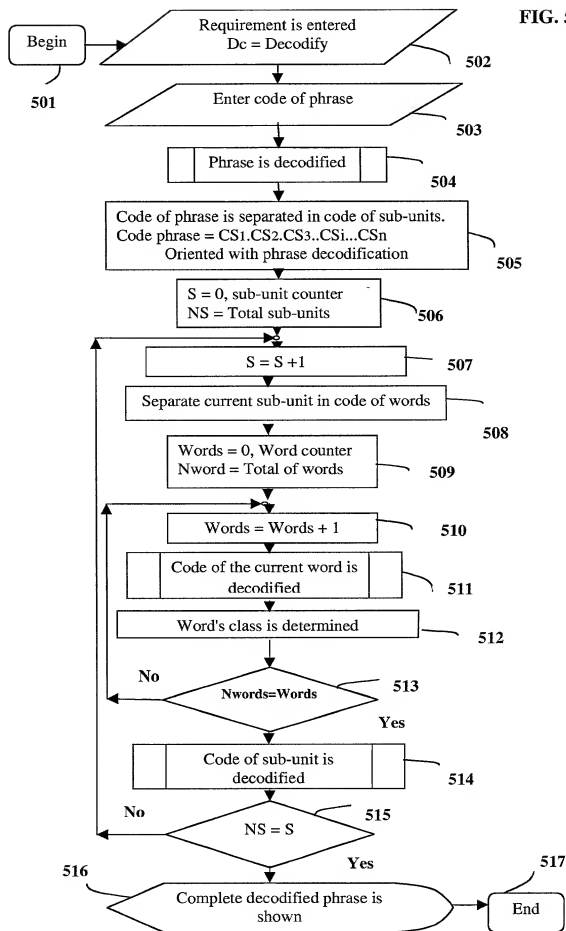 FIG. 5
Begin
501
Requirement is entered
Dc = Decodify
502
Enter code of phrase
503
Phrase is decodified
504
Code of phrase is separated in code of sub-units.
Code phrase = CS1.CS2.CS3..CSi...CSn
Oriented with phrase decodification
505
S = 0, sub-unit counter
NS = Total sub-units
506
S = S +1
507
Separate current sub-unit in code of words
508
Words = 0, Word counter
Nword = Total of words
509
Words = Words + 1
510
Code of the current word is
decodified
511
Word's class is determined
512
No
Nwords=Words
513
Yes
Code of sub-unit is
decodified
514
No
NS = S
515
Yes
516
Complete decodified phrase is
shown
517
End